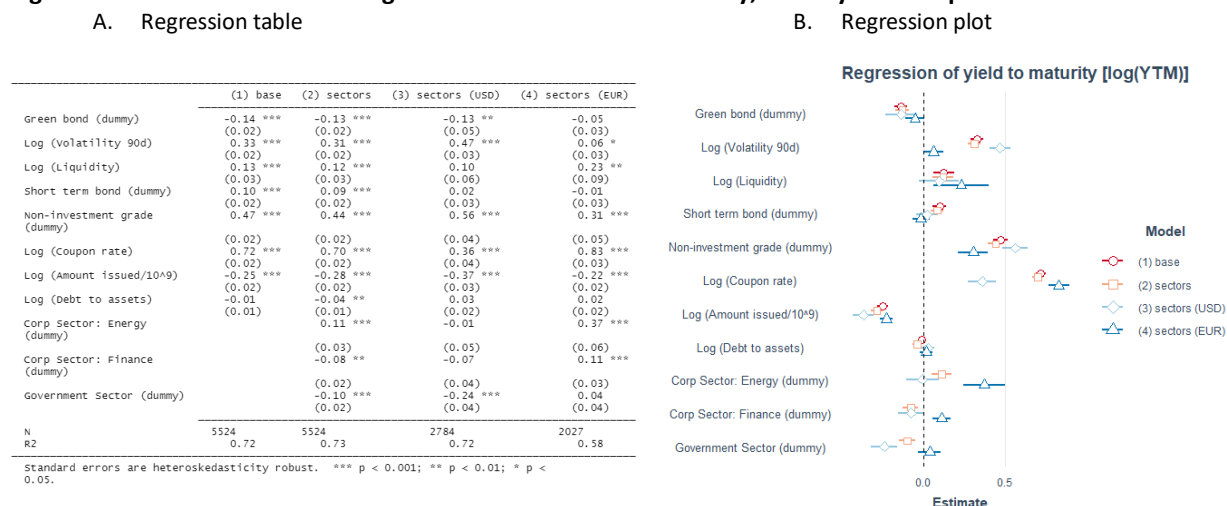 A. Regression table
B. Regression plot
(1) base (2) sectors (3) sectors (USD) (4) sectors (EUR)
Green bond (dummy) -0.14 *** -0.13 *** -0.13 ** -0.05
(0.02) (0.02) (0.05) (0.03)
Log (Volatility 90d) 0.33 *** 0.31 *** 0.47 *** 0.06 *
(0.02) (0.02) (0.03) (0.03)
Log (Liquidity) 0.13 *** 0.12 *** 0.10 0.23 **
(0.03) (0.03) (0.06) (0.09)
Short term bond (dummy) 0.10 *** 0.09 *** 0.02 -0.01
(0.02) (0.02) (0.03) (0.03)
Non-investment grade 0.47 *** 0.44 *** 0.56 *** 0.31 ***
(dummy)
(0.02) (0.02) (0.04) (0.05)
Log (Coupon rate) 0.72 *** 0.70 *** 0.36 *** 0.83 ***
(0.02) (0.02) (0.04) (0.03)
Log (Amount issued/10^9) -0.25 *** -0.28 *** -0.37 *** -0.22 ***
(0.02) (0.02) (0.03) (0.02)
Log (Debt to assets) -0.01 -0.04 ** 0.03 0.02
(0.01) (0.01) (0.02) (0.02)
Corp Sector: Energy 0.11 *** -0.01 0.37 ***
(dummy)
(0.03) (0.05) (0.06)
Corp Sector: Finance -0.08 ** -0.07 0.11 ***
(dummy)
(0.02) (0.04) (0.03)
Government Sector (dummy) -0.10 *** -0.24 *** 0.04
(0.02) (0.04) (0.04)
N 5524 5524 2784 2027
R2 0.72 0.73 0.72 0.58
Standard errors are heteroskedasticity robust. *** p < 0.001; ** p < 0.01; * p <
0.05.
Regression of yield to maturity [log(YTM)]
Green bond (dummy)
Log (Volatility 90d)
Log (Liquidity)
Short term bond (dummy)
Non-investment grade (dummy)
Log (Coupon rate)
Log (Amount issued/10^9)
Log (Debt to assets)
Corp Sector: Energy (dummy)
Corp Sector: Finance (dummy)
Government Sector (dummy)
0.0 0.5
Estimate
Model
(1) base
(2) sectors
(3) sectors (USD)
(4) sectors (EUR)